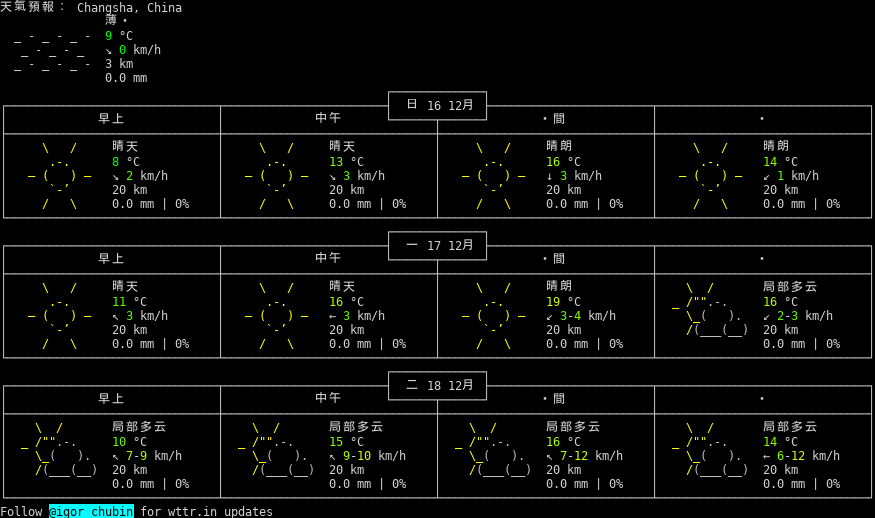 天氣預報： Changsha, China
薄·
9 °C
↘ 0 km/h
3 km
0.0 mm
日 16 12月
早上 中午 ·間 ·
晴天 晴天 晴朗 晴朗
8 °C 13 °C 16 °C 14 °C
↘ 2 km/h ↘ 3 km/h ↓ 3 km/h ↙ 1 km/h
20 km 20 km 20 km 20 km
0.0 mm | 0% 0.0 mm | 0% 0.0 mm | 0% 0.0 mm | 0%
一 17 12月
早上 中午 ·間 ·
晴天 晴天 晴朗 局部多云
11 °C 16 °C 19 °C 16 °C
↖ 3 km/h ← 3 km/h ↙ 3-4 km/h ↙ 2-3 km/h
20 km 20 km 20 km 20 km
0.0 mm | 0% 0.0 mm | 0% 0.0 mm | 0% 0.0 mm | 0%
二 18 12月
早上 中午 ·間 ·
局部多云 局部多云 局部多云 局部多云
10 °C 15 °C 16 °C 14 °C
↖ 7-9 km/h ↖ 9-10 km/h ↖ 7-12 km/h ← 6-12 km/h
20 km 20 km 20 km 20 km
0.0 mm | 0% 0.0 mm | 0% 0.0 mm | 0% 0.0 mm | 0%
Follow @igor_chubin for wttr.in updates